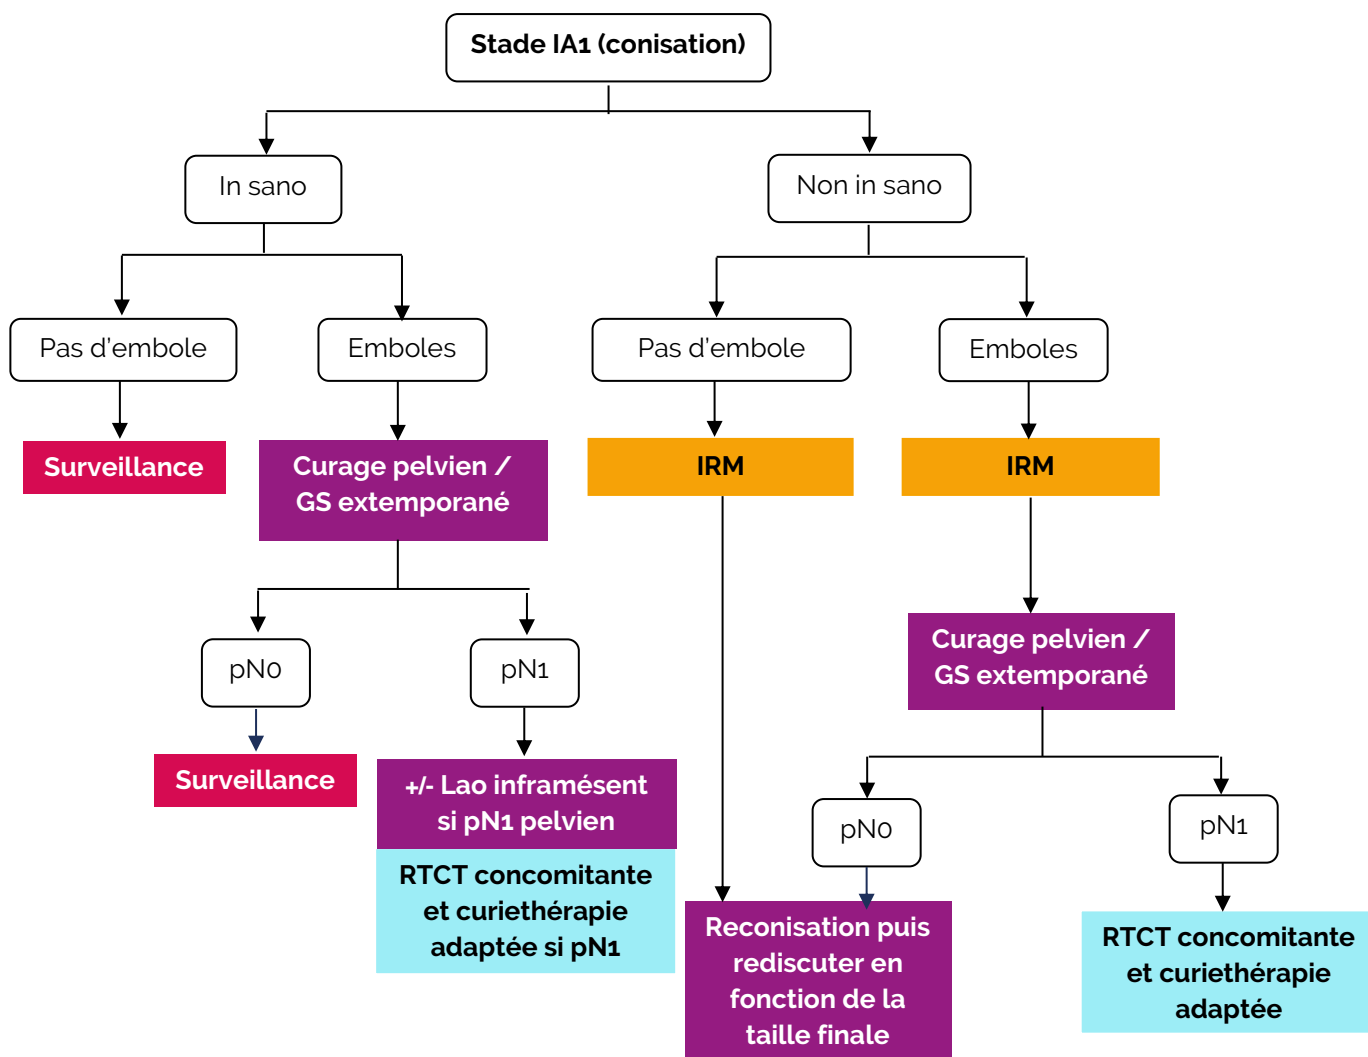 Stade IA1 (conisation)
In sano
Non in sano
Pas d'embole
Emboles
Pas d'embole
Emboles
Surveillance
Curage pelvien /
GS extemporané
IRM
IRM
Curage pelvien /
GS extemporané
pN0
pN1
Surveillance
+/- Lao inframésent
si pN1 pelvien
RTCT concomitante
et curiethérapie
adaptée si pN1
pN0
pN1
Reconisation puis
rediscuter en
fonction de la
taille finale
RTCT concomitante
et curiethérapie
adaptée